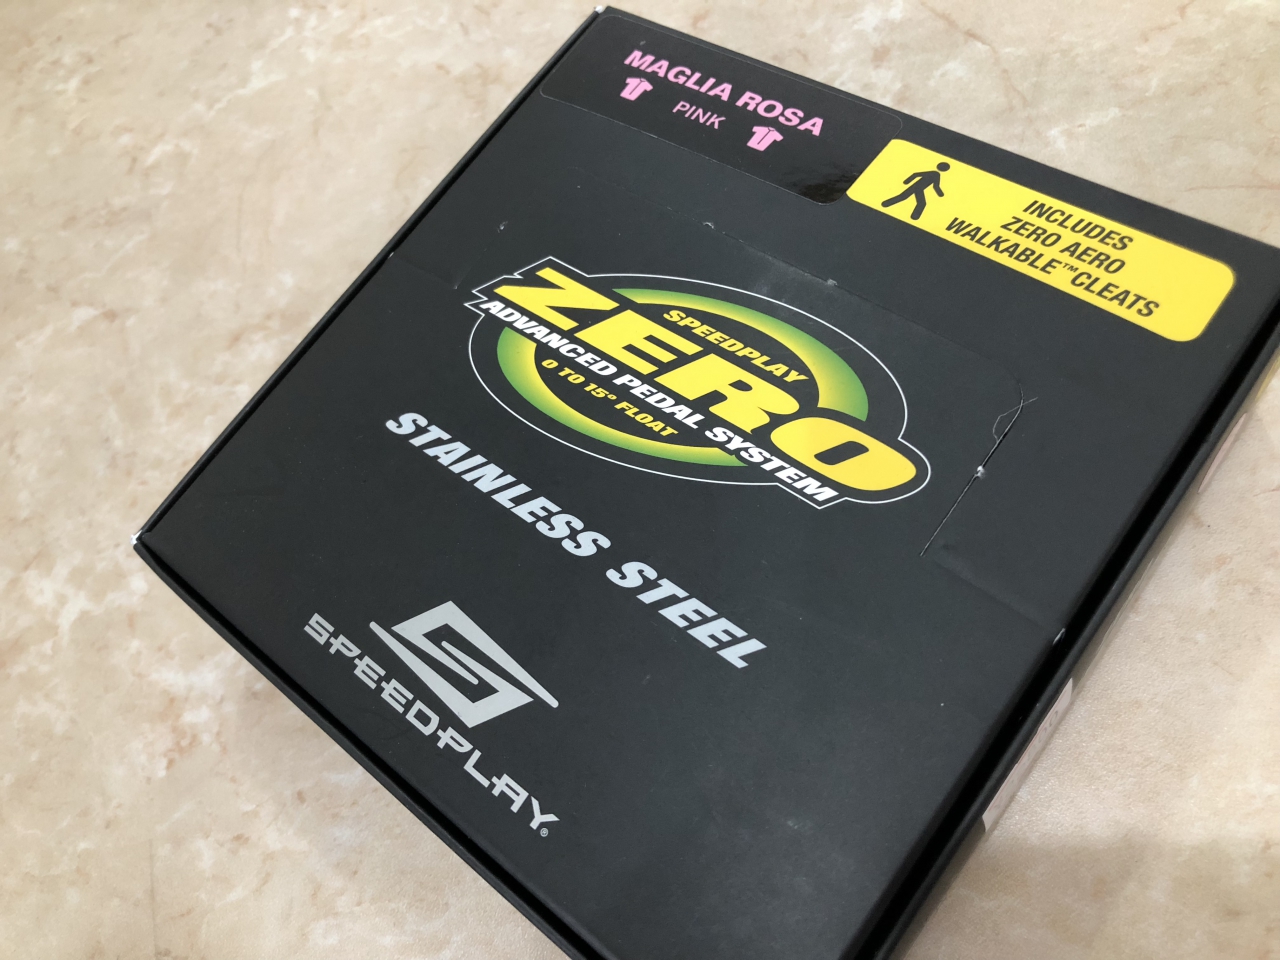 MAGLIA ROSA
PINK
INCLUDES
ZERO AERO
WALKABLE™ CLEATS
SPEEDPLAY
ZERO
ADVANCED PEDAL SYSTEM
0 TO 15° FLOAT
STAINLESS STEEL
SPEEDPLAY®